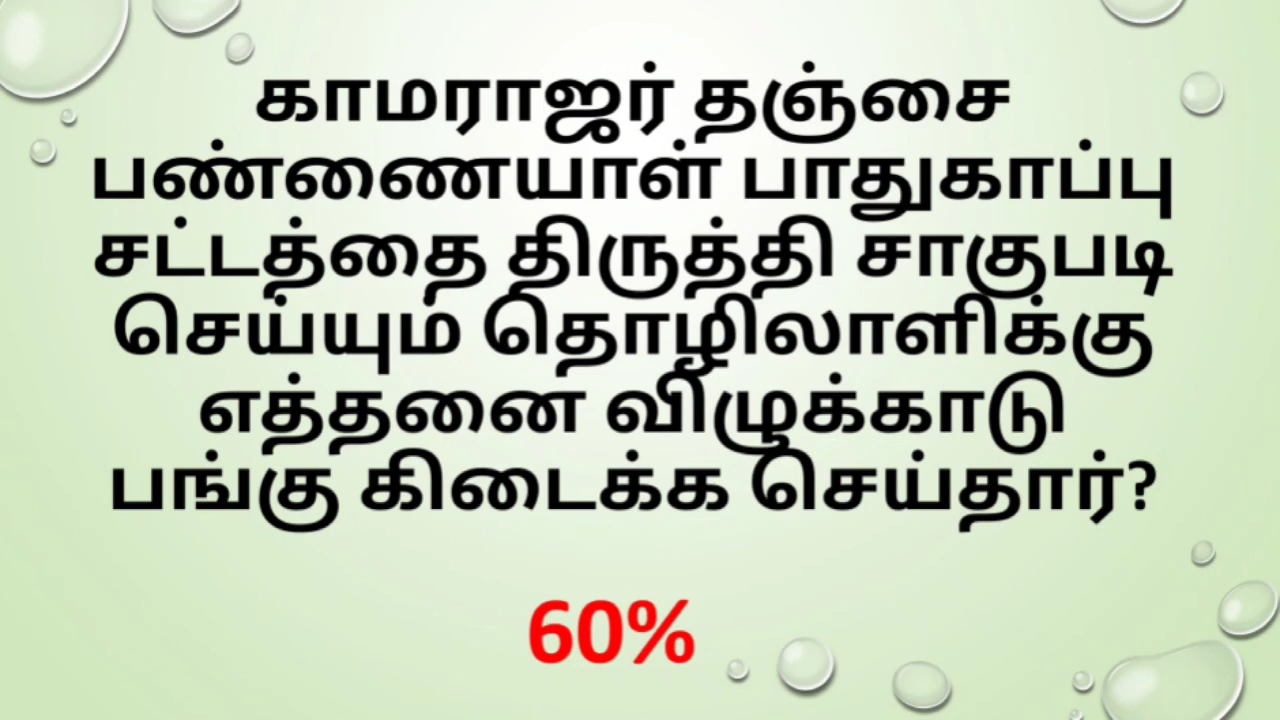 காமராஜர் தஞ்சை
பண்ணையாள் பாதுகாப்பு
சட்டத்தை திருத்தி சாகுபடி
செய்யும் தொழிலாளிக்கு
எத்தனை விழுக்காடு
பங்கு கிடைக்க செய்தார்?
60%